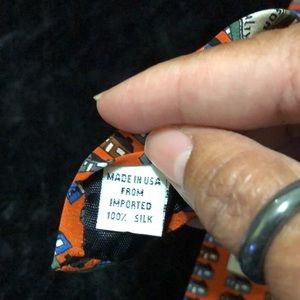 MADE IN USA
FROM
IMPORTED
100% SILK